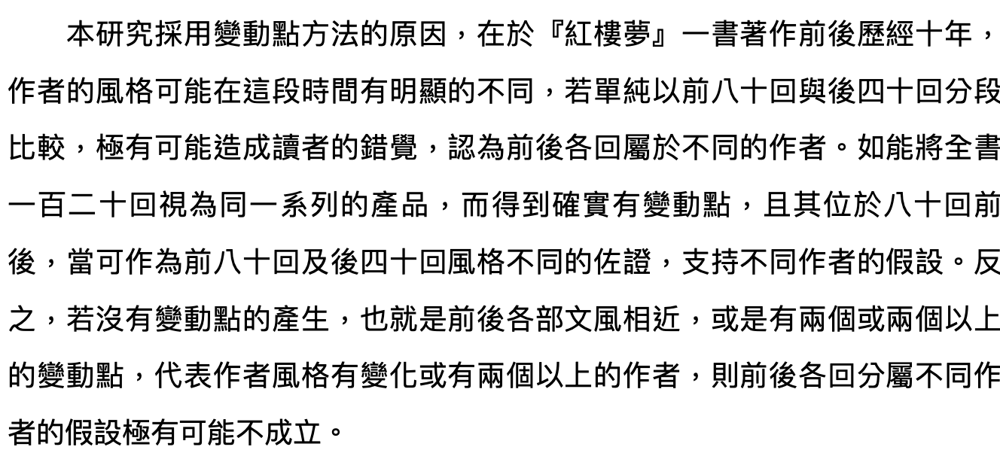 本研究採用變動點方法的原因，在於『紅樓夢』一書著作前後歷經十年，
作者的風格可能在這段時間有明顯的不同，若單純以前八十回與後四十回分段
比較，極有可能造成讀者的錯覺，認為前後各回屬於不同的作者。如能將全書
一百二十回視為同一系列的產品，而得到確實有變動點，且其位於八十回前
後，當可作為前八十回及後四十回風格不同的佐證，支持不同作者的假設。反
之，若沒有變動點的產生，也就是前後各部文風相近，或是有兩個或兩個以上
的變動點，代表作者風格有變化或有兩個以上的作者，則前後各回分屬不同作
者的假設極有可能不成立。